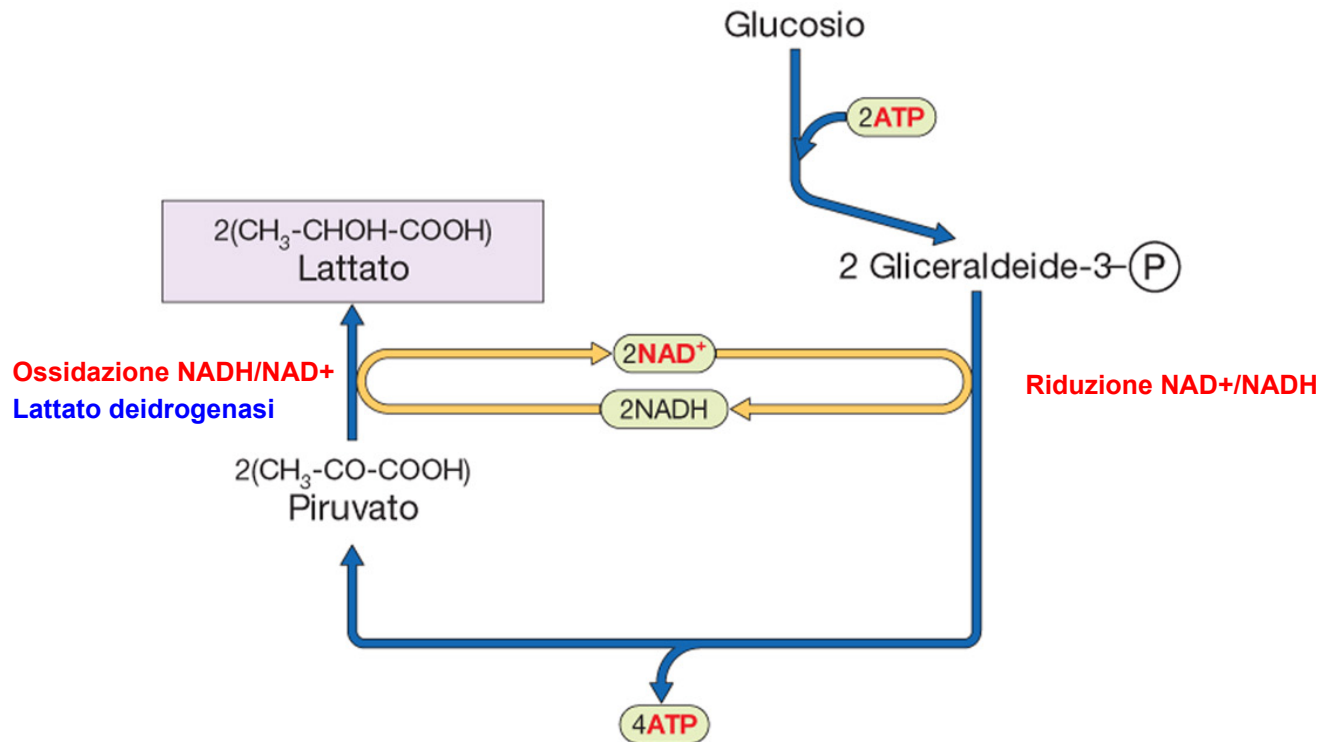 Glucosio
2ATP
2(CH₃-CHOH-COOH)
Lattato
2 Gliceraldeide-3-P
Ossidazione NADH/NAD+
Lattato deidrogenasi
2NAD⁺
2NADH
Riduzione NAD+/NADH
2(CH₃-CO-COOH)
Piruvato
4ATP